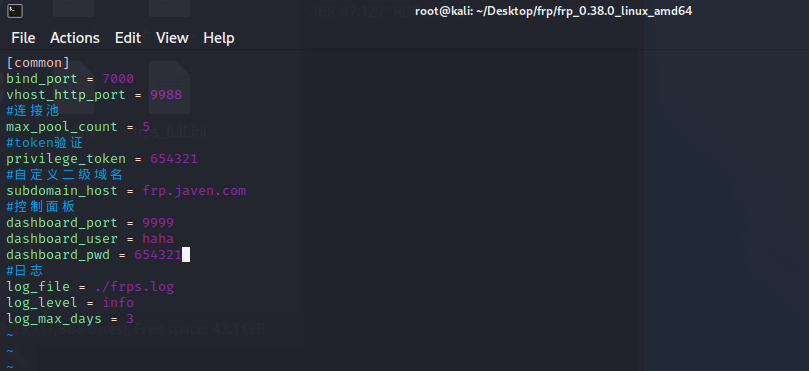 root@kali: ~/Desktop/frp/frp_0.38.0_linux_amd64
File Actions Edit View Help
[common]
bind_port = 7000
vhost_http_port = 9988
#连接池
max_pool_count = 5
#token验证
privilege_token = 654321
#自定义二级域名
subdomain_host = frp.javen.com
#控制面板
dashboard_port = 9999
dashboard_user = haha
dashboard_pwd = 654321
#日志
log_file = ./frps.log
log_level = info
log_max_days = 3
~
~
~